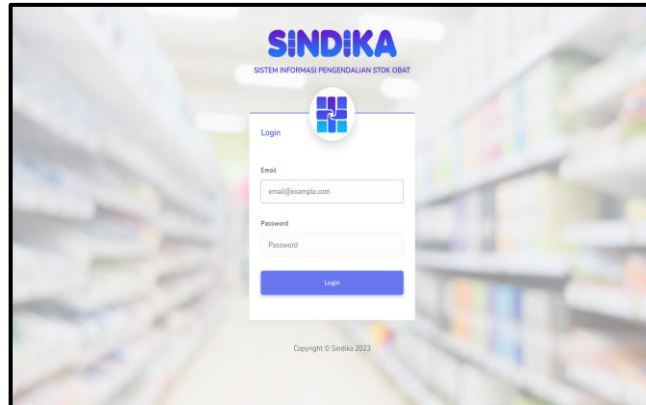 SINDIKA
SISTEM INFORMASI PENGENDALIAN STOK OBAT
Login
Email
email@example.com
Password
Password
Login
Copyright © Sindika 2023